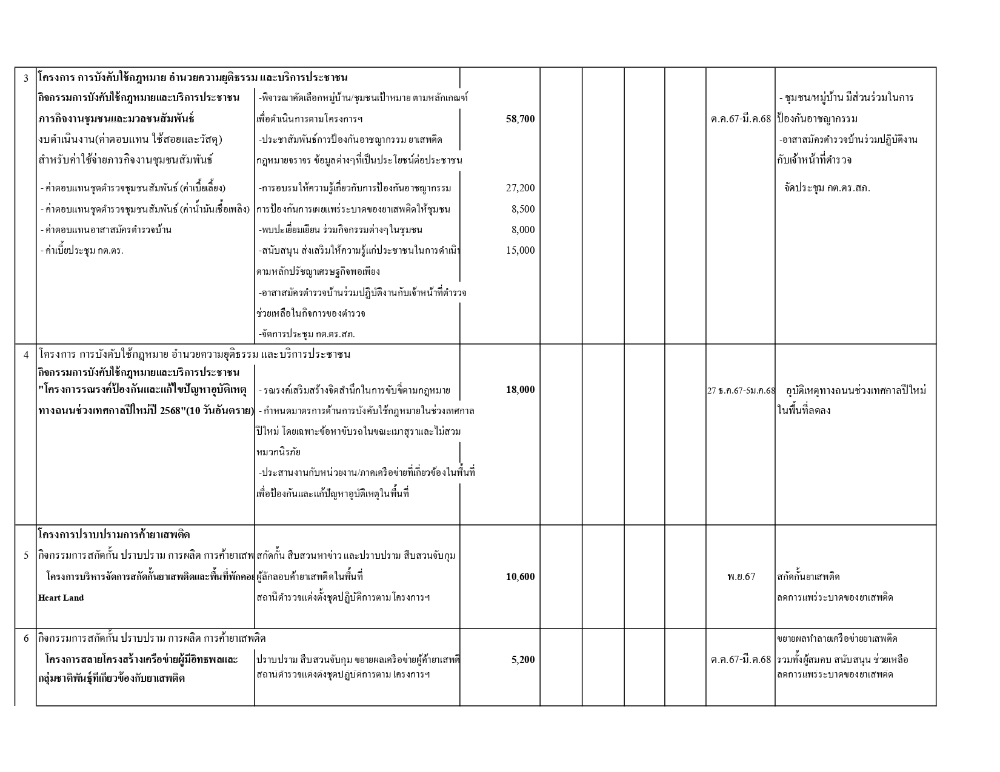 3 โครงการ การบังคับใช้กฎหมาย อำนวยความยุติธรรม และบริการประชาชน
กิจกรรมการบังคับใช้กฎหมายและบริการประชาชน -พิจารณาคัดเลือกหมู่บ้าน/ชุมชนเป้าหมาย ตามหลักเกณฑ์ - ชุมชน/หมู่บ้าน มีส่วนร่วมในการ
ภารกิจงานชุมชนและมวลชนสัมพันธ์ เพื่อดำเนินการตามโครงการฯ 58,700 ต.ค.67-มี.ค.68 ป้องกันอาชญากรรม
งบดำเนินงาน(ค่าตอบแทน ใช้สอยและวัสดุ) -ประชาสัมพันธ์การป้องกันอาชญากรรม ยาเสพติด -อาสาสมัครตำรวจบ้านร่วมปฏิบัติงาน
สำหรับค่าใช้จ่ายภารกิจงานชุมชนสัมพันธ์ กฎหมายจราจร ข้อมูลต่างๆที่เป็นประโยชน์ต่อประชาชน กับเจ้าหน้าที่ตำรวจ
- ค่าตอบแทนชุดตำรวจชุมชนสัมพันธ์ (ค่าเบี้ยเลี้ยง) -การอบรมให้ความรู้เกี่ยวกับการป้องกันอาชญากรรม 27,200 จัดประชุม กต.ตร.สภ.
- ค่าตอบแทนชุดตำรวจชุมชนสัมพันธ์ (ค่าน้ำมันเชื้อเพลิง) การป้องกันการเผยแพร่ระบาดของยาเสพติดให้ชุมชน 8,500
- ค่าตอบแทนอาสาสมัครตำรวจบ้าน -พบปะเยี่ยมเยียน ร่วมกิจกรรมต่างๆในชุมชน 8,000
- ค่าเบี้ยประชุม กต.ตร. -สนับสนุน ส่งเสริมให้ความรู้แก่ประชาชนในการดำเนิน 15,000
ตามหลักปรัชญาเศรษฐกิจพอเพียง
-อาสาสมัครตำรวจบ้านร่วมปฏิบัติงานกับเจ้าหน้าที่ตำรวจ
ช่วยเหลือในกิจการของตำรวจ
-จัดการประชุม กต.ตร.สภ.
4 โครงการ การบังคับใช้กฎหมาย อำนวยความยุติธรรม และบริการประชาชน
กิจกรรมการบังคับใช้กฎหมายและบริการประชาชน
"โครงการรณรงค์ป้องกันและแก้ไขปัญหาอุบัติเหตุ - รณรงค์เสริมสร้างจิตสำนึกในการขับขี่ตามกฎหมาย 18,000 27 ธ.ค.67-5ม.ค.68 อุบัติเหตุทางถนนช่วงเทศกาลปีใหม่
ทางถนนช่วงเทศกาลปีใหม่ปี 2568"(10 วันอันตราย) - กำหนดมาตรการด้านการบังคับใช้กฎหมายในช่วงเทศกาล ในพื้นที่ลดลง
ปีใหม่ โดยเฉพาะข้อหาขับรถในขณะเมาสุราและไม่สวม
หมวกนิรภัย
-ประสานงานกับหน่วยงาน/ภาคเครือข่ายที่เกี่ยวข้องในพื้นที่
เพื่อป้องกันและแก้ปัญหาอุบัติเหตุในพื้นที่
โครงการปราบปรามการค้ายาเสพติด
5 กิจกรรมการสกัดกั้น ปราบปราม การผลิต การค้ายาเสพ สกัดกั้น สืบสวนหาข่าว และปราบปราม สืบสวนจับกุม
โครงการบริหารจัดการสกัดกั้นยาเสพติดและพื้นที่พักคอย ผู้ลักลอบค้ายาเสพติดในพื้นที่ 10,600 พ.ย.67 สกัดกั้นยาเสพติด
Heart Land สถานีตำรวจแต่งตั้งชุดปฏิบัติการตามโครงการฯ ลดการแพร่ระบาดของยาเสพติด
6 กิจกรรมการสกัดกั้น ปราบปราม การผลิต การค้ายาเสพติด ขยายผลทำลายเครือข่ายยาเสพติด
โครงการสลายโครงสร้างเครือข่ายผู้มีอิทธพลและ ปราบปราม สืบสวนจับกุม ขยายผลเครือข่ายผู้ค้ายาเสพติ 5,200 ต.ค.67-มี.ค.68 รวมทั้งผู้สมคบ สนับสนุน ช่วยเหลือ
กลุ่มชาติพันธุ์ทีเกียวข้องกับยาเสพติด สถานีตำรวจแต่งตั้งชุดปฏิบัติการตามโครงการฯ ลดการแพร่ระบาดของยาเสพติด